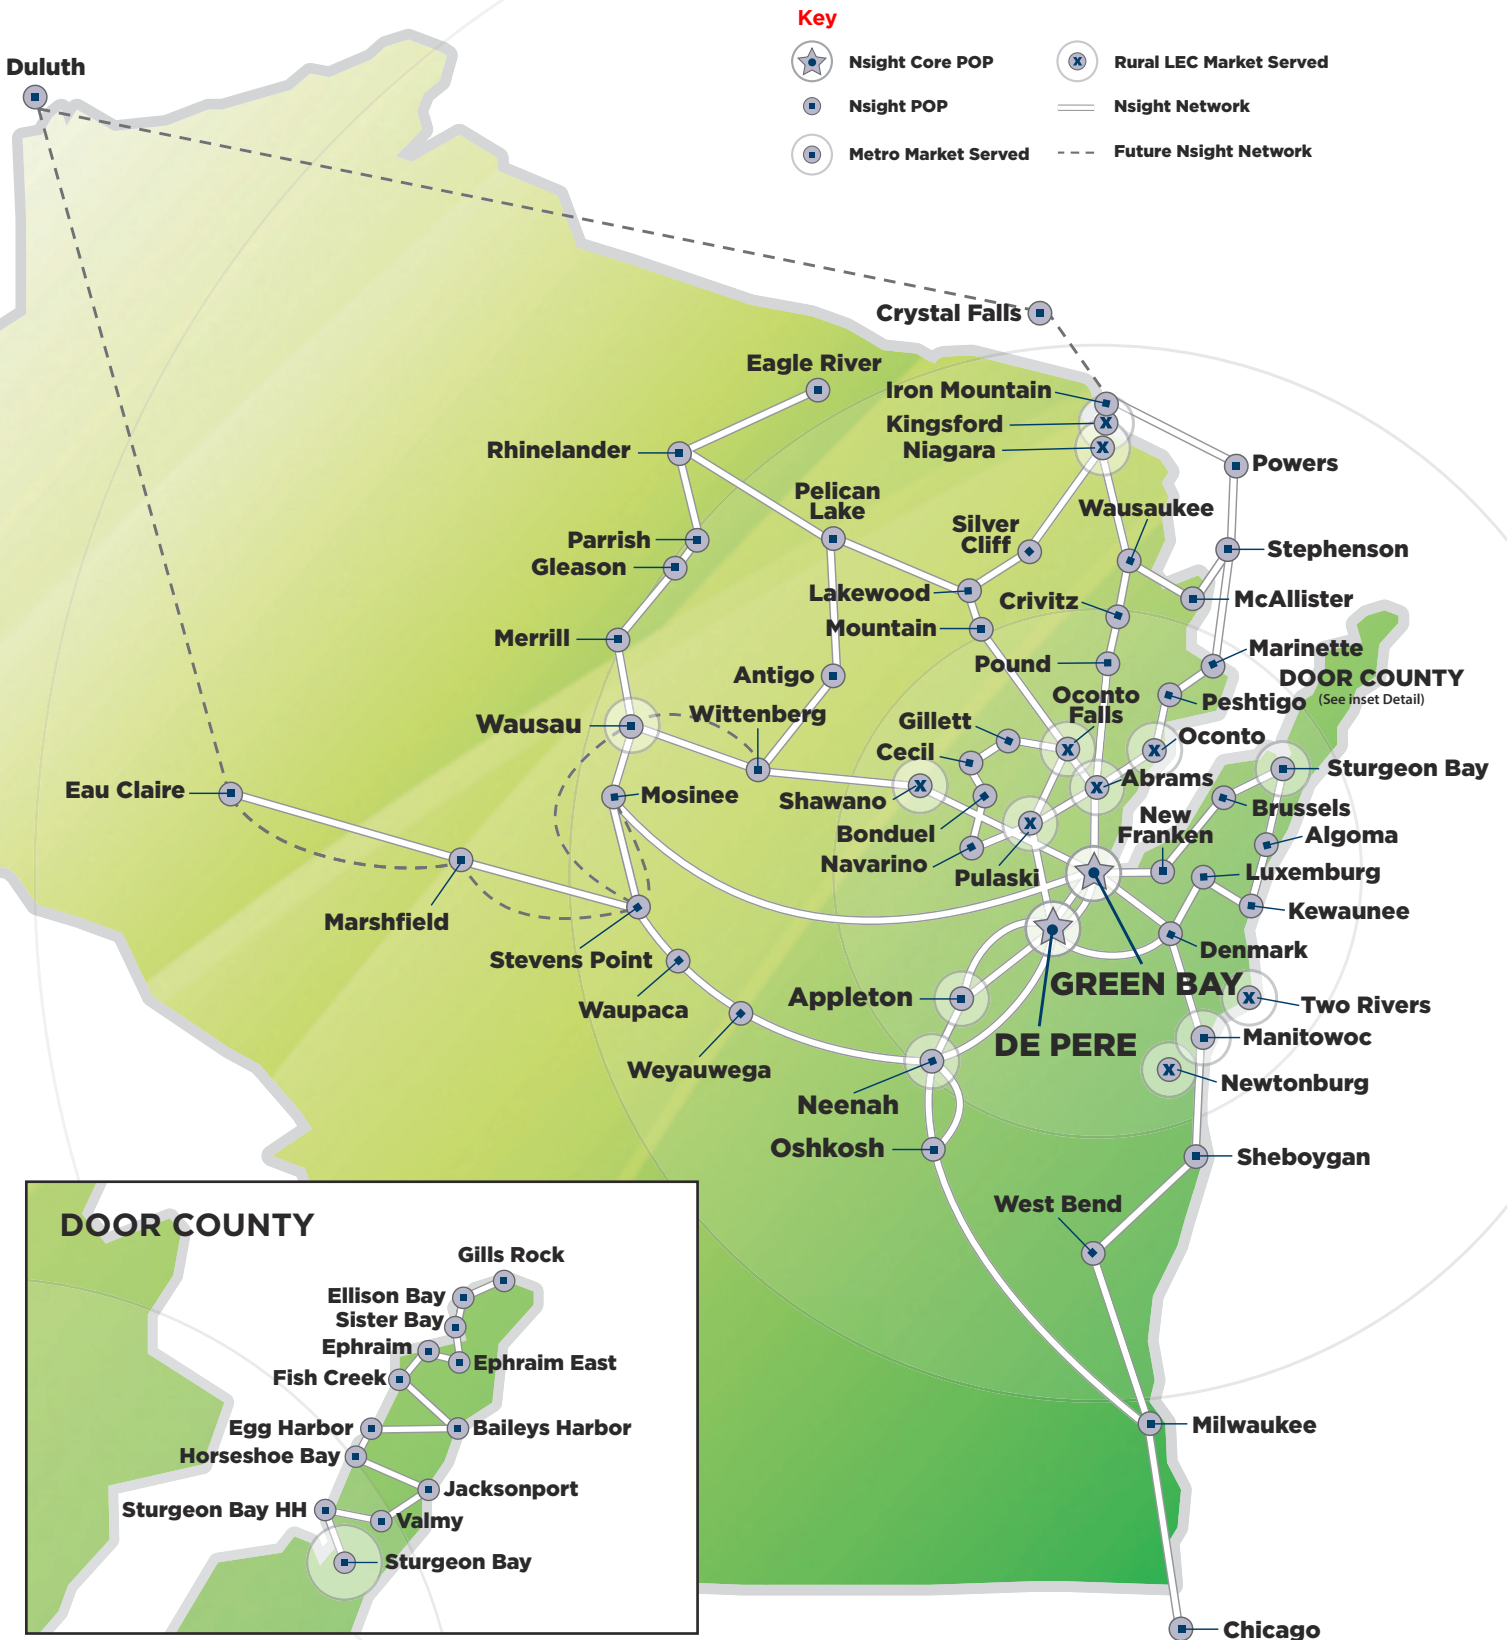 Key
Nsight Core POP
Rural LEC Market Served
Nsight POP
Nsight Network
Metro Market Served
Future Nsight Network
Duluth
Crystal Falls
Eagle River
Iron Mountain
Kingsford
Niagara
Rhinelander
Powers
Pelican
Lake
Wausaukee
Silver
Cliff
Parrish
Gleason
Stephenson
Lakewood
Crivitz
McAllister
Mountain
Merrill
Marinette
Pound
DOOR COUNTY
(See inset Detail)
Antigo
Oconto
Falls
Peshtigo
Wittenberg
Wausau
Gillett
Oconto
Cecil
Sturgeon Bay
Abrams
Eau Claire
Mosinee
Shawano
Brussels
New
Franken
Bonduel
Algoma
Navarino
Pulaski
Luxemburg
Kewaunee
Marshfield
Denmark
Stevens Point
GREEN BAY
Appleton
Two Rivers
Waupaca
DE PERE
Manitowoc
Weyauwega
Newtonburg
Neenah
Oshkosh
Sheboygan
West Bend
DOOR COUNTY
Gills Rock
Ellison Bay
Sister Bay
Ephraim
Ephraim East
Fish Creek
Egg Harbor
Baileys Harbor
Horseshoe Bay
Jacksonport
Sturgeon Bay HH
Valmy
Sturgeon Bay
Milwaukee
Chicago